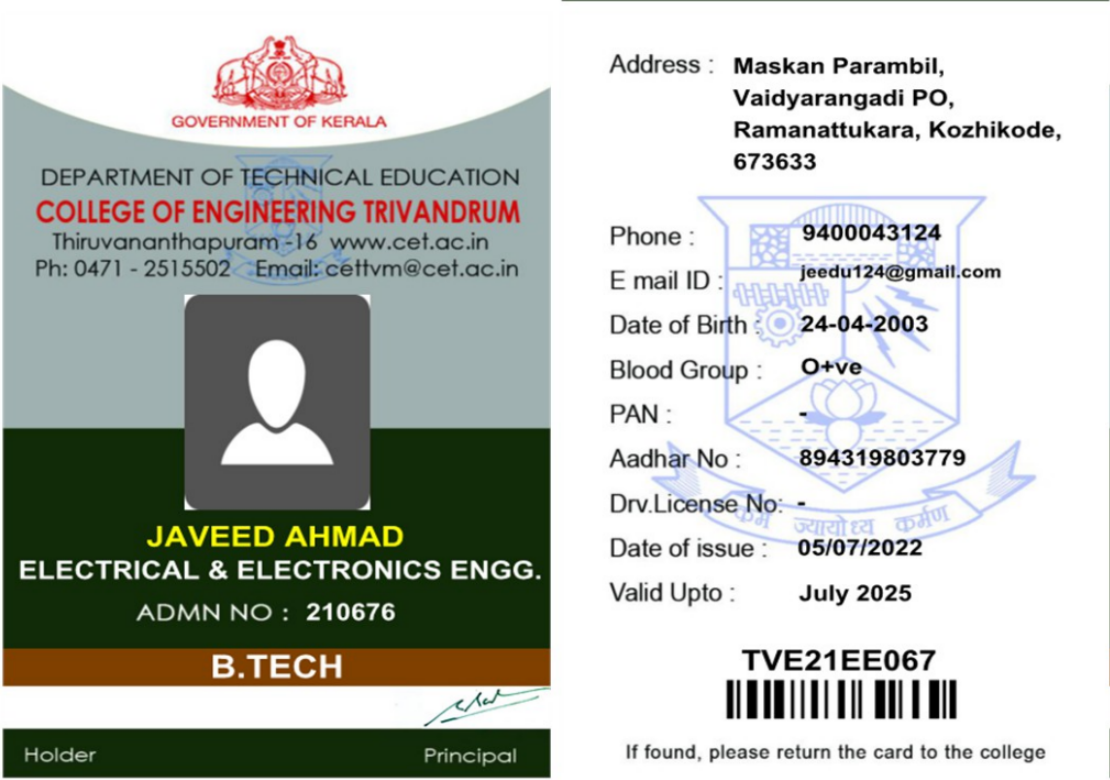 GOVERNMENT OF KERALA
DEPARTMENT OF TECHNICAL EDUCATION
COLLEGE OF ENGINEERING TRIVANDRUM
Thiruvananthapuram -16 www.cet.ac.in
Ph: 0471 - 2515502 Email: cettvm@cet.ac.in
JAVEED AHMAD
ELECTRICAL & ELECTRONICS ENGG.
ADMN NO : 210676
B.TECH
Holder Principal
Address : Maskan Parambil,
Vaidyarangadi PO,
Ramanattukara, Kozhikode,
673633
Phone : 9400043124
E mail ID : jeedu124@gmail.com
Date of Birth : 24-04-2003
Blood Group : O+ve
PAN : -
Aadhar No : 894319803779
Drv.License No: -
कर्म ज्यायो ध्य कर्मण
Date of issue : 05/07/2022
Valid Upto : July 2025
TVE21EE067
If found, please return the card to the college